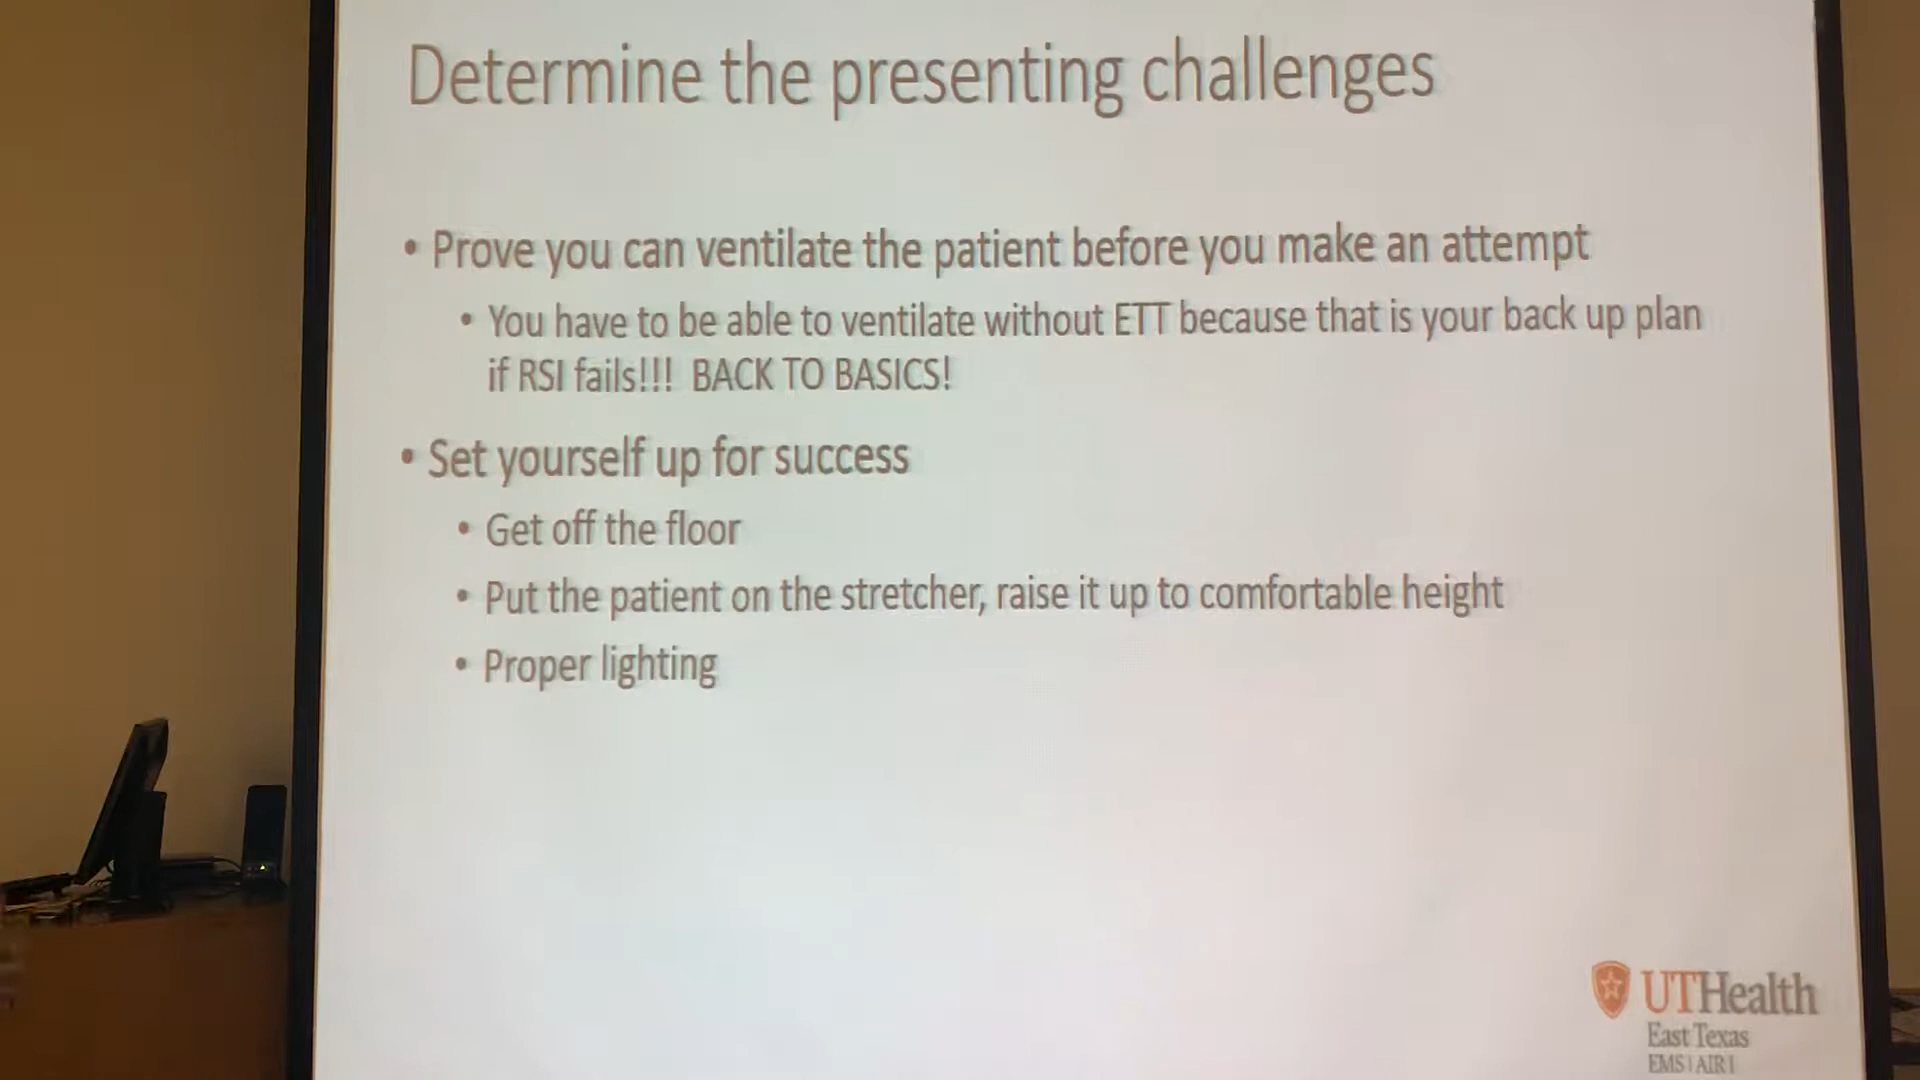 Determine the presenting challenges
• Prove you can ventilate the patient before you make an attempt
• You have to be able to ventilate without ETT because that is your back up plan
if RSI fails!!! BACK TO BASICS!
• Set yourself up for success
• Get off the floor
• Put the patient on the stretcher, raise it up to comfortable height
• Proper lighting
UTHealth
East Texas
EMS | AIR 1